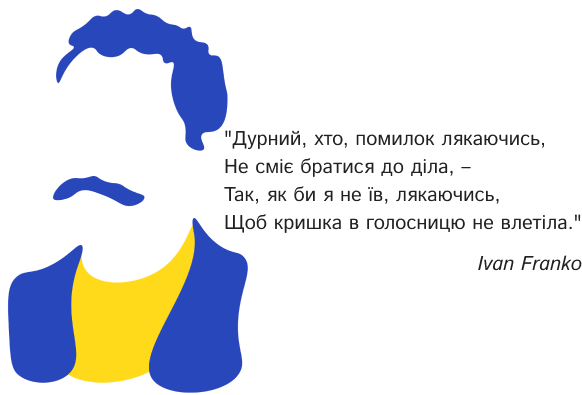 "Дурний, хто, помилок лякаючись,
Не сміє братися до діла, –
Так, як би я не їв, лякаючись,
Щоб кришка в голосницю не влетіла."
Ivan Franko